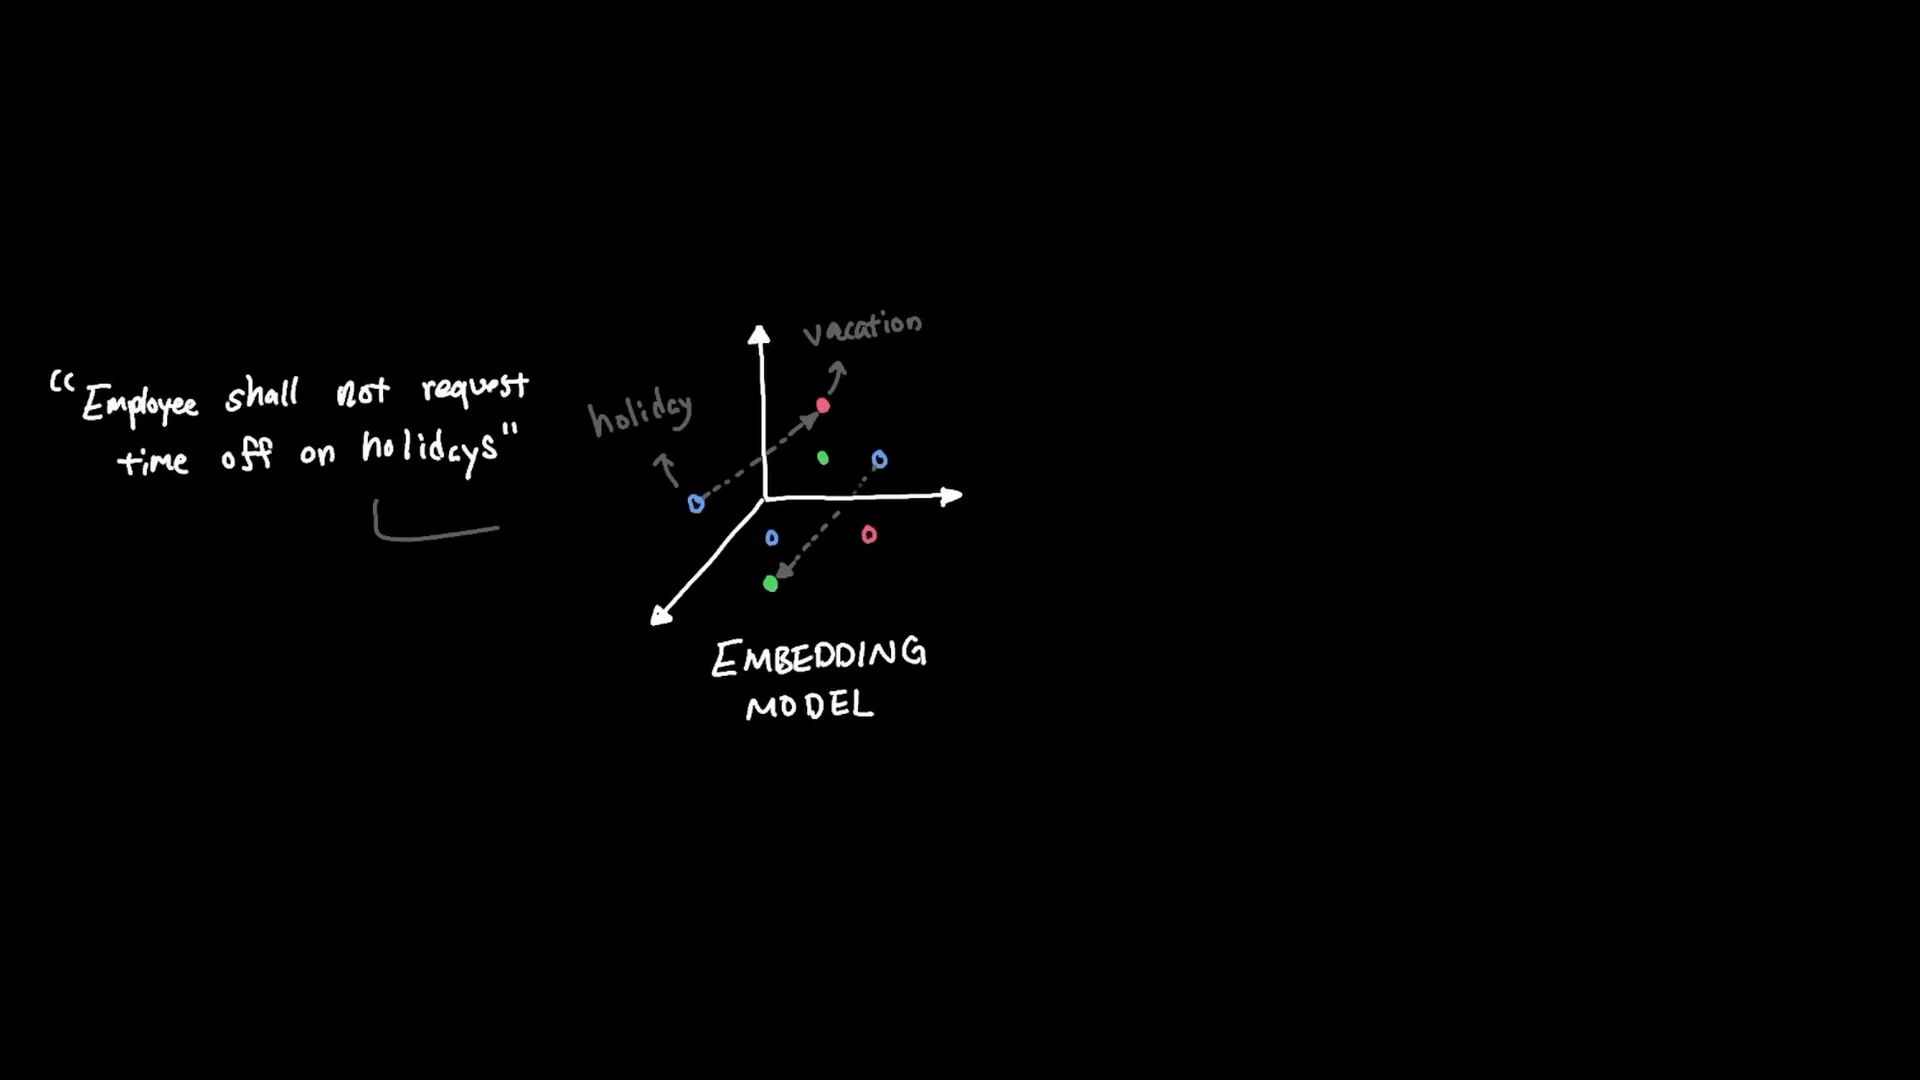 "Employee shall not request
time off on holidays"
holiday
vacation
EMBEDDING
MODEL